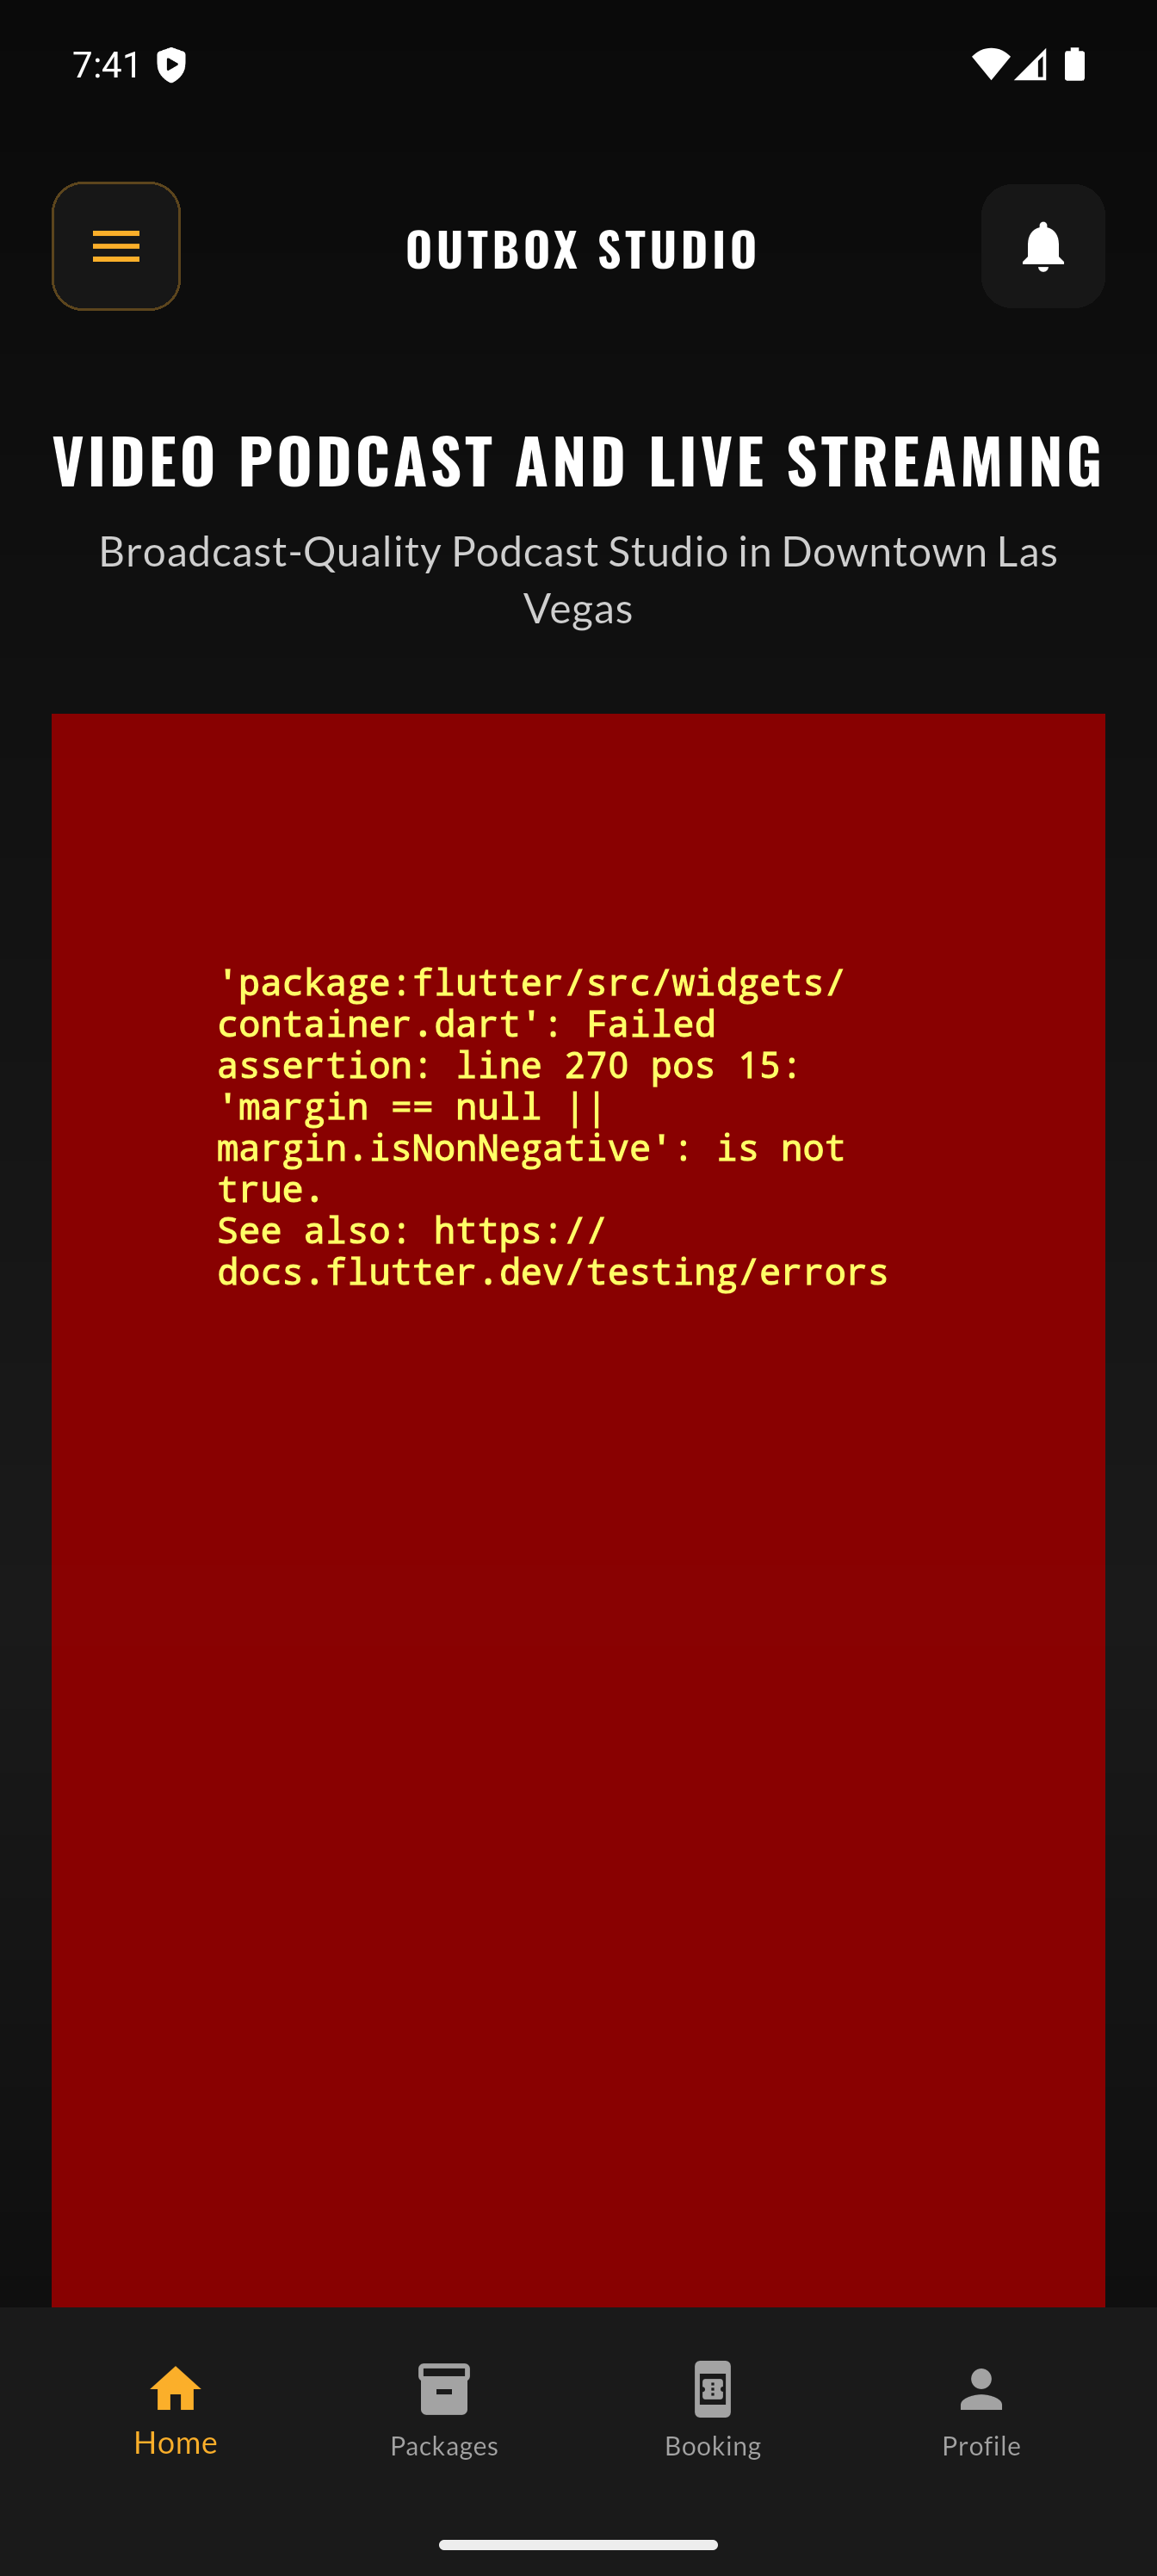 7:41
OUTBOX STUDIO
VIDEO PODCAST AND LIVE STREAMING
Broadcast-Quality Podcast Studio in Downtown Las
Vegas
'package:flutter/src/widgets/
container.dart': Failed
assertion: line 270 pos 15:
'margin == null ||
margin.isNonNegative': is not
true.
See also: https://
docs.flutter.dev/testing/errors
Home Packages Booking Profile